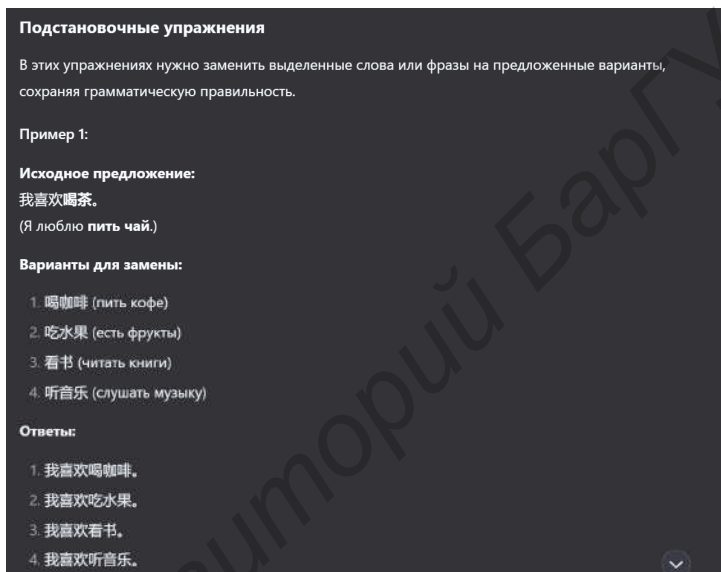 Подстановочные упражнения
В этих упражнениях нужно заменить выделенные слова или фразы на предложенные варианты,
сохраняя грамматическую правильность.
Пример 1:
Исходное предложение:
我喜欢喝茶。
(Я люблю пить чай.)
Варианты для замены:
1. 喝咖啡 (пить кофе)
2. 吃水果 (есть фрукты)
3. 看书 (читать книги)
4. 听音乐 (слушать музыку)
Ответы:
1. 我喜欢喝咖啡。
2. 我喜欢吃水果。
3. 我喜欢看书。
4. 我喜欢听音乐。
иторий БарГУ